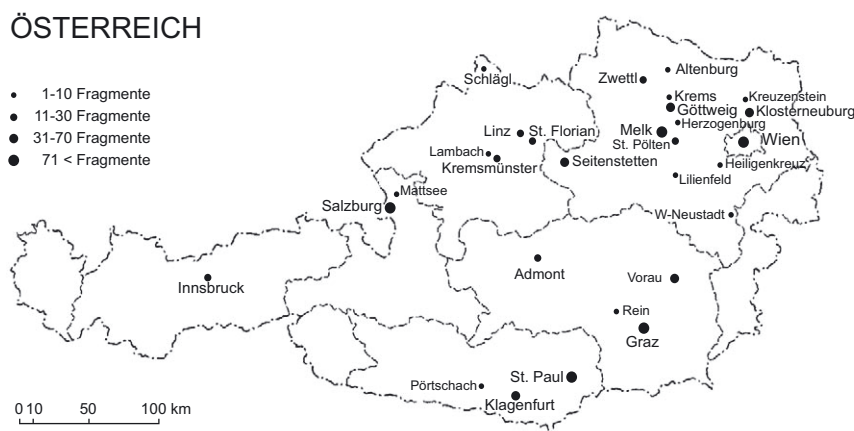 ÖSTERREICH
1-10 Fragmente
11-30 Fragmente
31-70 Fragmente
71 < Fragmente
Schlägl
Zwettl
Altenburg
Krems
Kreuzenstein
Göttweig
Klosterneuburg
Herzogenburg
Linz
St. Florian
Melk
St. Pölten
Wien
Lambach
Kremsmünster
Seitenstetten
Heiligenkreuz
Lilienfeld
Mattsee
Salzburg
W-Neustadt
Admont
Innsbruck
Vorau
Rein
Graz
St. Paul
Pörtschach
Klagenfurt
0 10 50 100 km